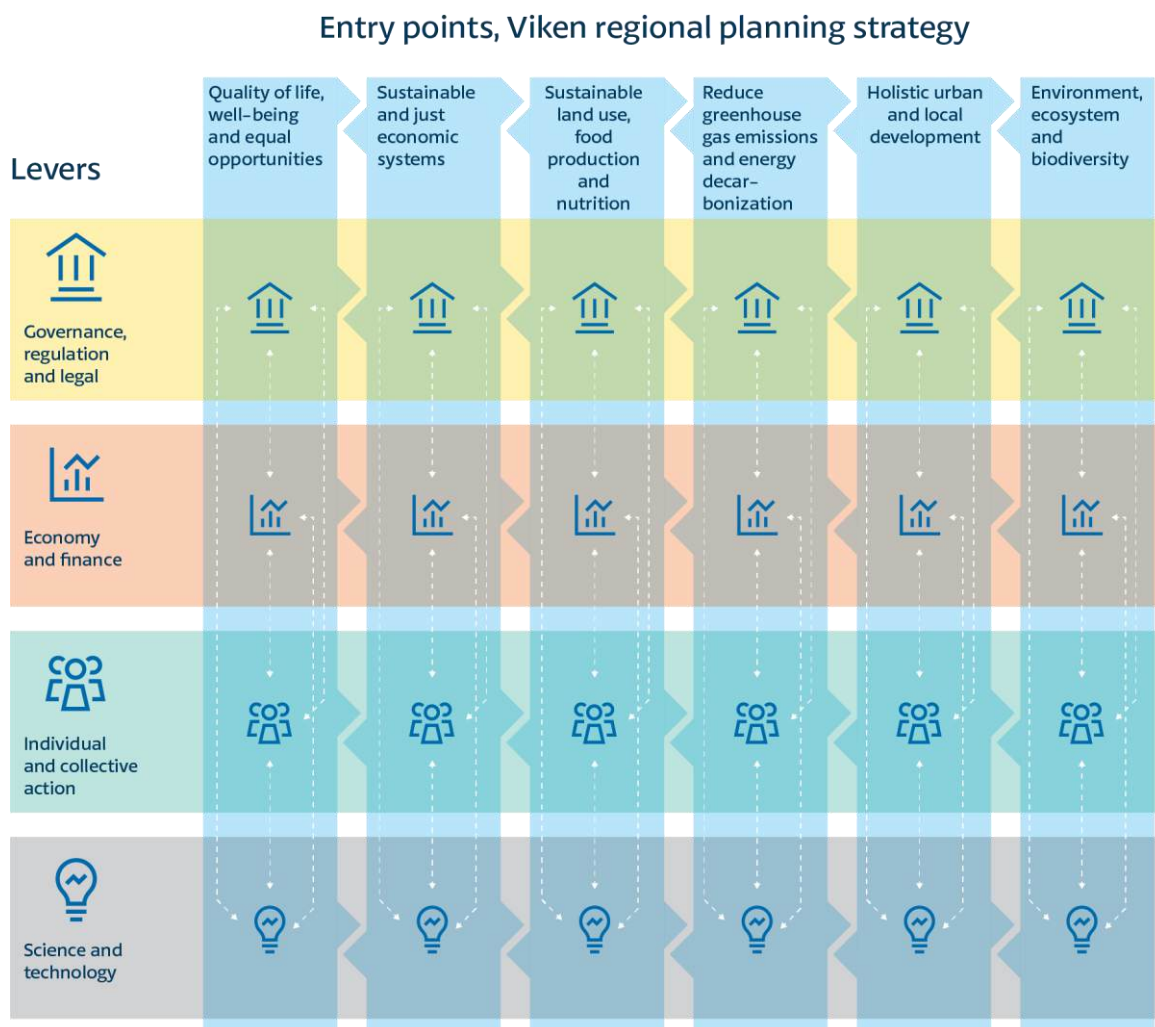 Entry points, Viken regional planning strategy
Levers
Quality of life,
well-being
and equal
opportunities
Sustainable
and just
economic
systems
Sustainable
land use,
food
production
and
nutrition
Reduce
greenhouse
gas emissions
and energy
decar-
bonization
Holistic urban
and local
development
Environment,
ecosystem
and
biodiversity
Governance,
regulation
and legal
Economy
and finance
Individual
and collective
action
Science and
technology